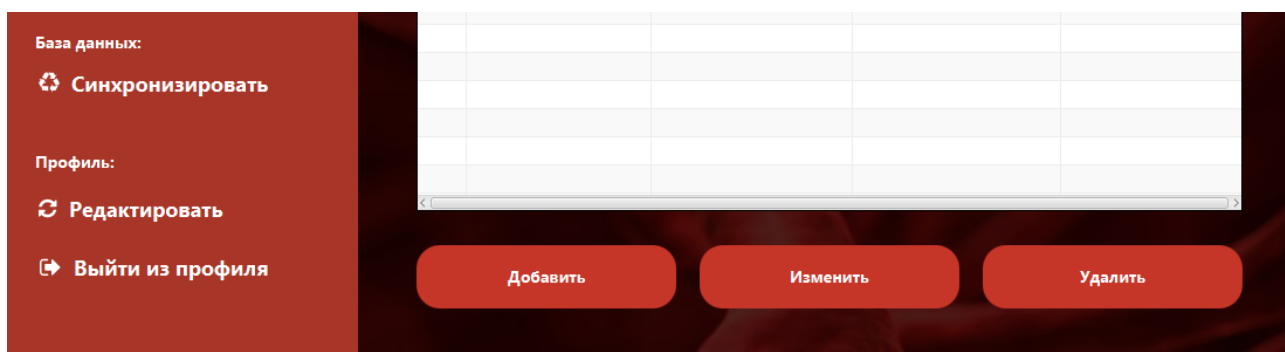 База данных:
Синхронизировать
Профиль:
Редактировать
Выйти из профиля
Добавить
Изменить
Удалить